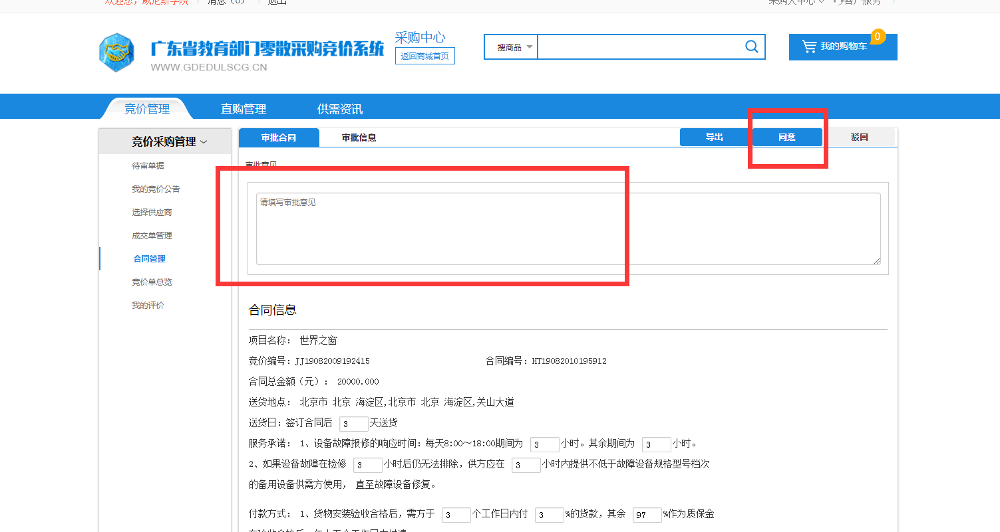 欢迎您，威尼斯学院 消息（0） 退出 采购人中心 客户服务
广东省教育部门零散采购竞价系统
WWW.GDEDULSCG.CN
采购中心
返回商城首页
搜商品
我的购物车
0
竞价管理 直购管理 供需资讯
竞价采购管理
待审单据
我的竞价公告
选择供应商
成交单管理
合同管理
竞价单总览
我的评价
审批合同 审批信息 导出 同意 驳回
审批意见
请填写审批意见
合同信息
项目名称： 世界之窗
竞价编号：JJ19082009192415 合同编号：HT19082010195912
合同总金额（元）： 20000.000
送货地点： 北京市 北京 海淀区,北京市 北京 海淀区,关山大道
送货日：签订合同后 3 天送货
服务承诺： 1、设备故障报修的响应时间：每天8:00～18:00期间为 3 小时。其余期间为 3 小时。
2、如果设备故障在检修 3 小时后仍无法排除，供方应在 3 小时内提供不低于故障设备规格型号档次
的备用设备供需方使用， 直至故障设备修复。
付款方式： 1、货物安装验收合格后，需方于 3 个工作日内付 3 %的货款，其余 97 %作为质保金